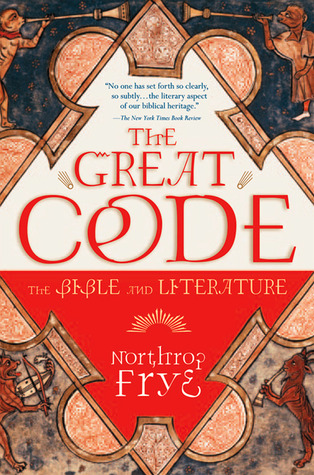 "No one has set forth so clearly,
so subtly...the literary aspect
of our biblical heritage."
—The New York Times Book Review
THE
GREAT
CODE
THE BIBLE AND LITERATURE
Northrop
Frye